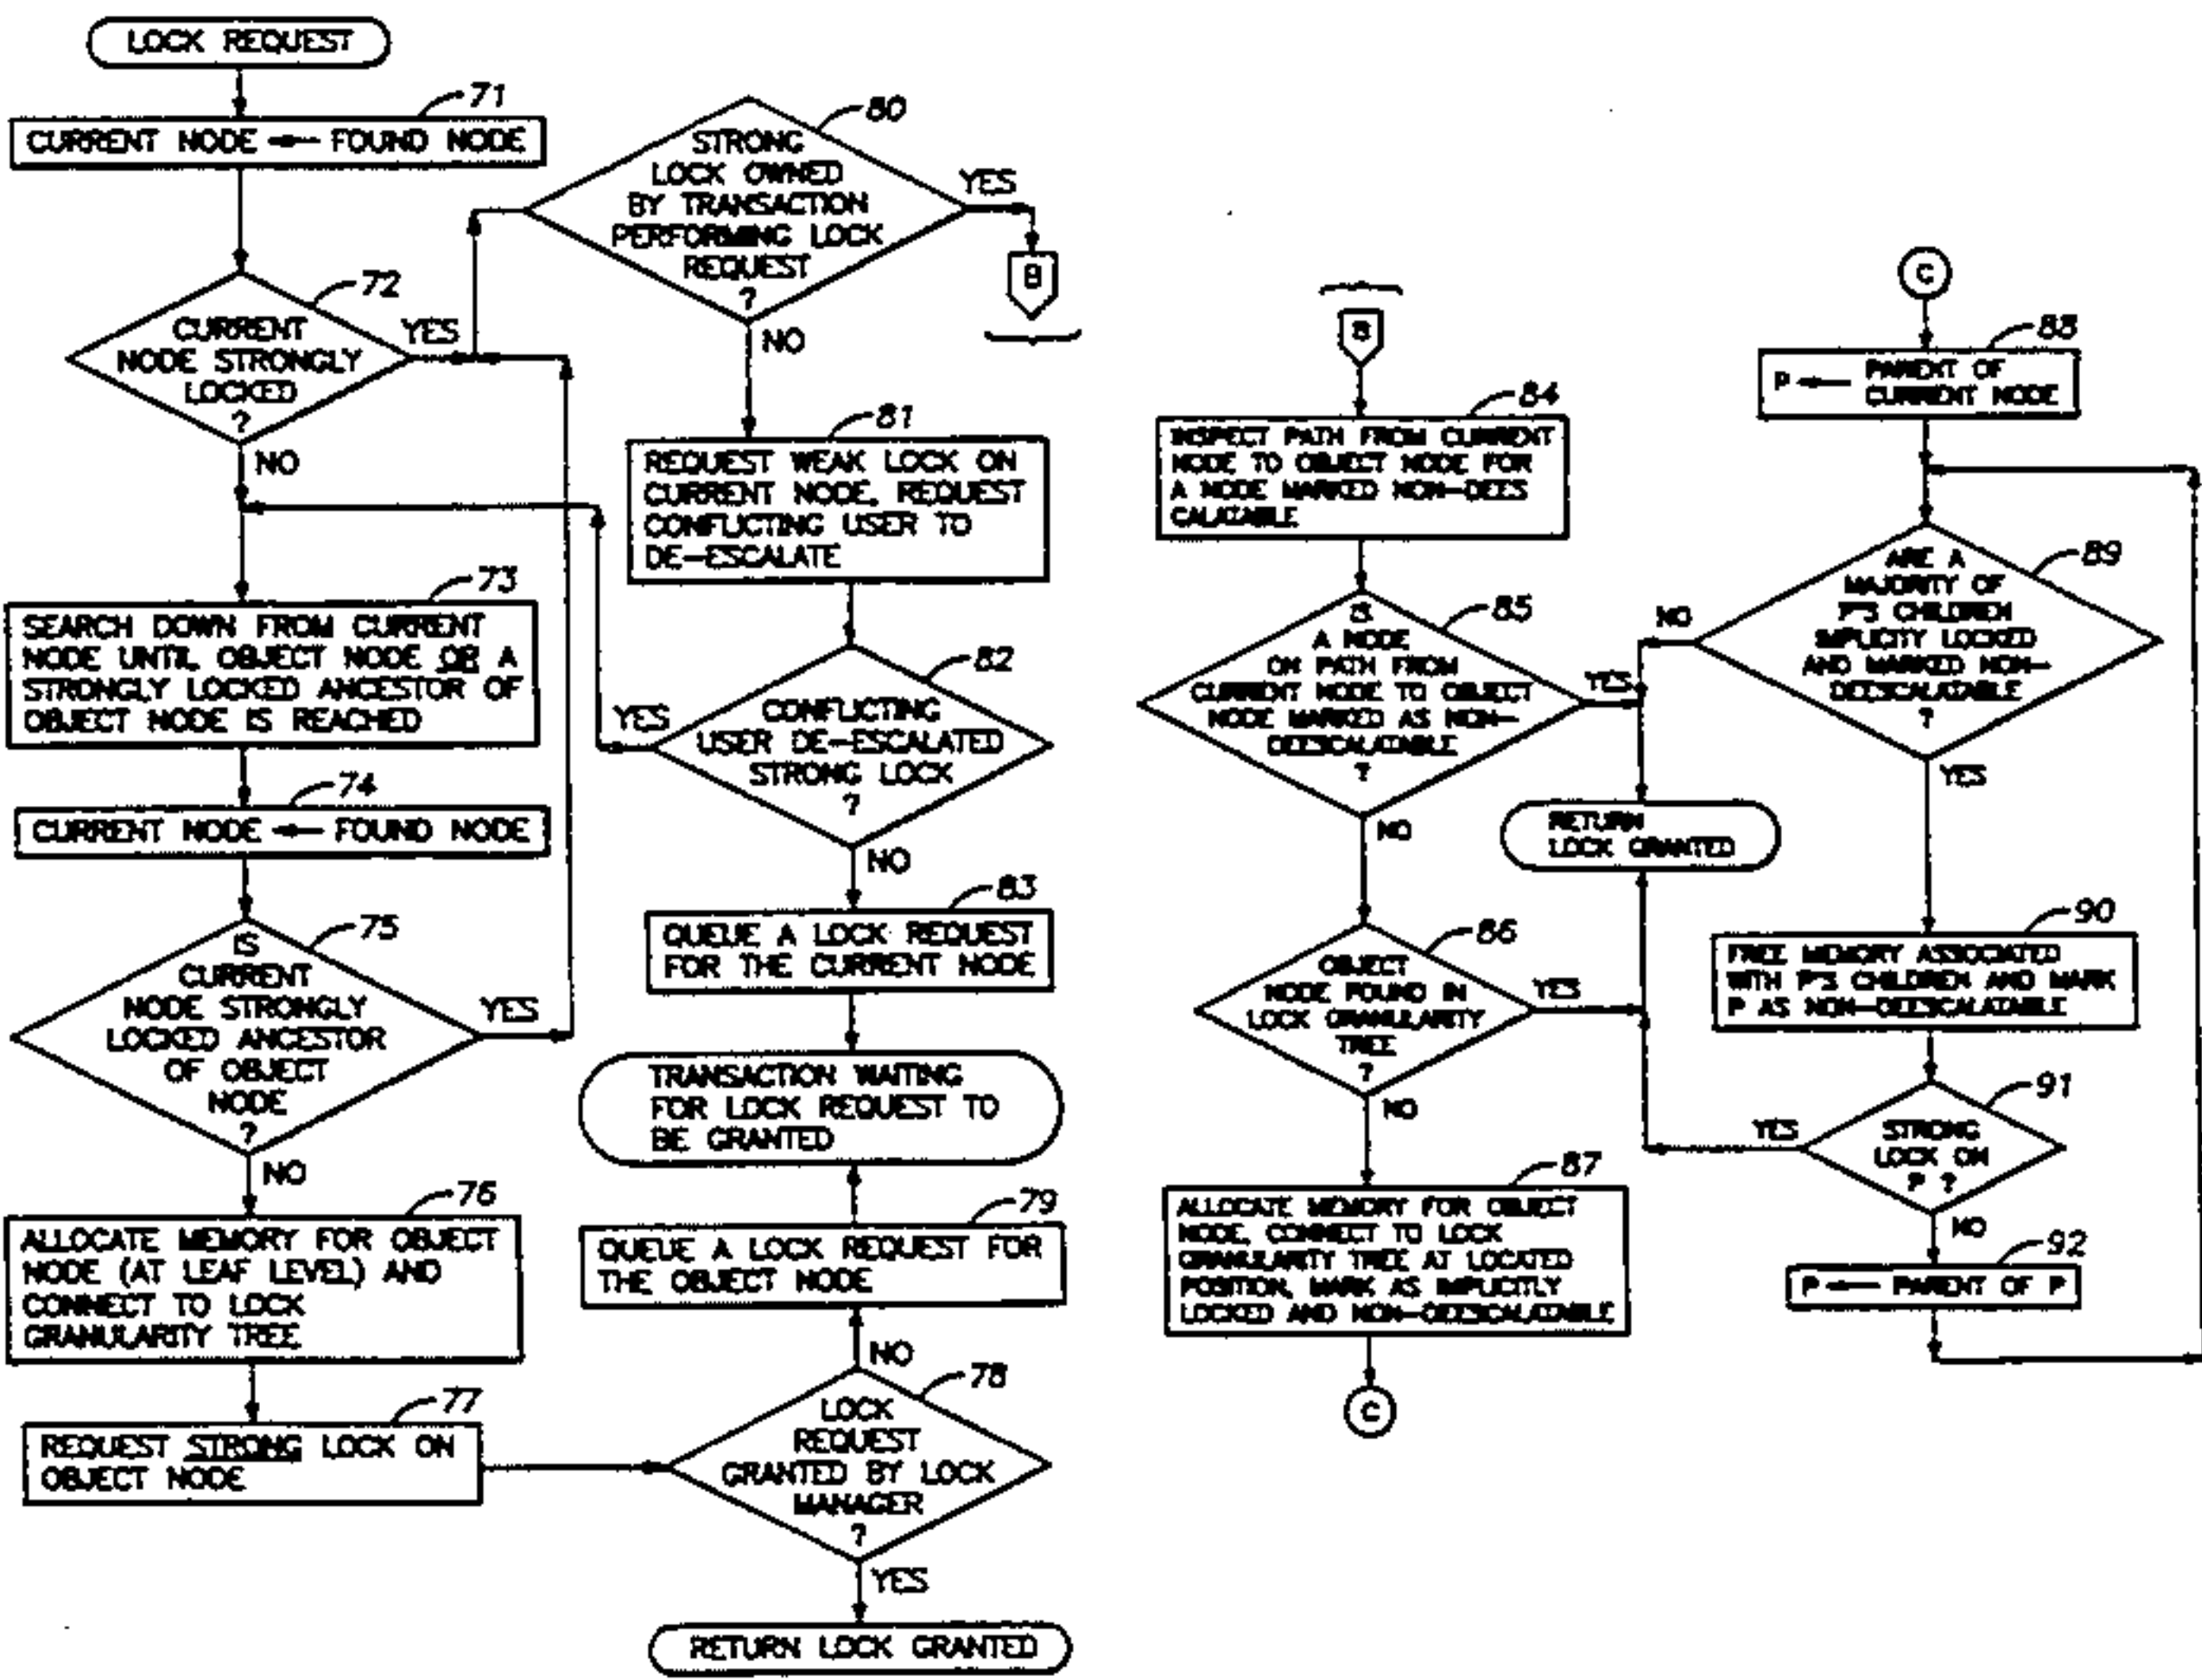 LOCK REQUEST
71
CURRENT NODE ← FOUND NODE
72
CURRENT
NODE STRONGLY
LOCKED
?
YES
NO
73
SEARCH DOWN FROM CURRENT
NODE UNTIL OBJECT NODE OR A
STRONGLY LOCKED ANCESTOR OF
OBJECT NODE IS REACHED
74
CURRENT NODE ← FOUND NODE
75
IS
CURRENT
NODE STRONGLY
LOCKED ANCESTOR
OF OBJECT
NODE
?
YES
NO
76
ALLOCATE MEMORY FOR OBJECT
NODE (AT LEAF LEVEL) AND
CONNECT TO LOCK
GRANULARITY TREE
77
REQUEST STRONG LOCK ON
OBJECT NODE
80
STRONG
LOCK OWNED
BY TRANSACTION
PERFORMING LOCK
REQUEST
?
YES
B
NO
81
REQUEST WEAK LOCK ON
CURRENT NODE, REQUEST
CONFLICTING USER TO
DE-ESCALATE
82
CONFLICTING
USER DE-ESCALATED
STRONG LOCK
?
YES
NO
83
QUEUE A LOCK REQUEST
FOR THE CURRENT NODE
TRANSACTION WAITING
FOR LOCK REQUEST TO
BE GRANTED
79
QUEUE A LOCK REQUEST FOR
THE OBJECT NODE
NO
78
LOCK
REQUEST
GRANTED BY LOCK
MANAGER
?
YES
RETURN LOCK GRANTED
B
84
INSPECT PATH FROM CURRENT
NODE TO OBJECT NODE FOR
A NODE MARKED NON-DEES
CALATABLE
85
IS
A NODE
ON PATH FROM
CURRENT NODE TO OBJECT
NODE MARKED AS NON-
DEESCALATABLE
?
YES
NO
RETURN
LOCK GRANTED
86
OBJECT
NODE FOUND IN
LOCK GRANULARITY
TREE
?
YES
NO
87
ALLOCATE MEMORY FOR OBJECT
NODE, CONNECT TO LOCK
GRANULARITY TREE AT LOCATED
POSITION, MARK AS IMPLICITLY
LOCKED AND NON-DEESCALATABLE
C
C
88
P ← PARENT OF
CURRENT NODE
89
ARE A
MAJORITY OF
P'S CHILDREN
IMPLICITY LOCKED
AND MARKED NON-
DEESCALATABLE
?
NO
YES
90
FREE MEMORY ASSOCIATED
WITH P'S CHILDREN AND MARK
P AS NON-DEESCALATABLE
91
STRONG
LOCK ON
P ?
YES
NO
92
P ← PARENT OF P